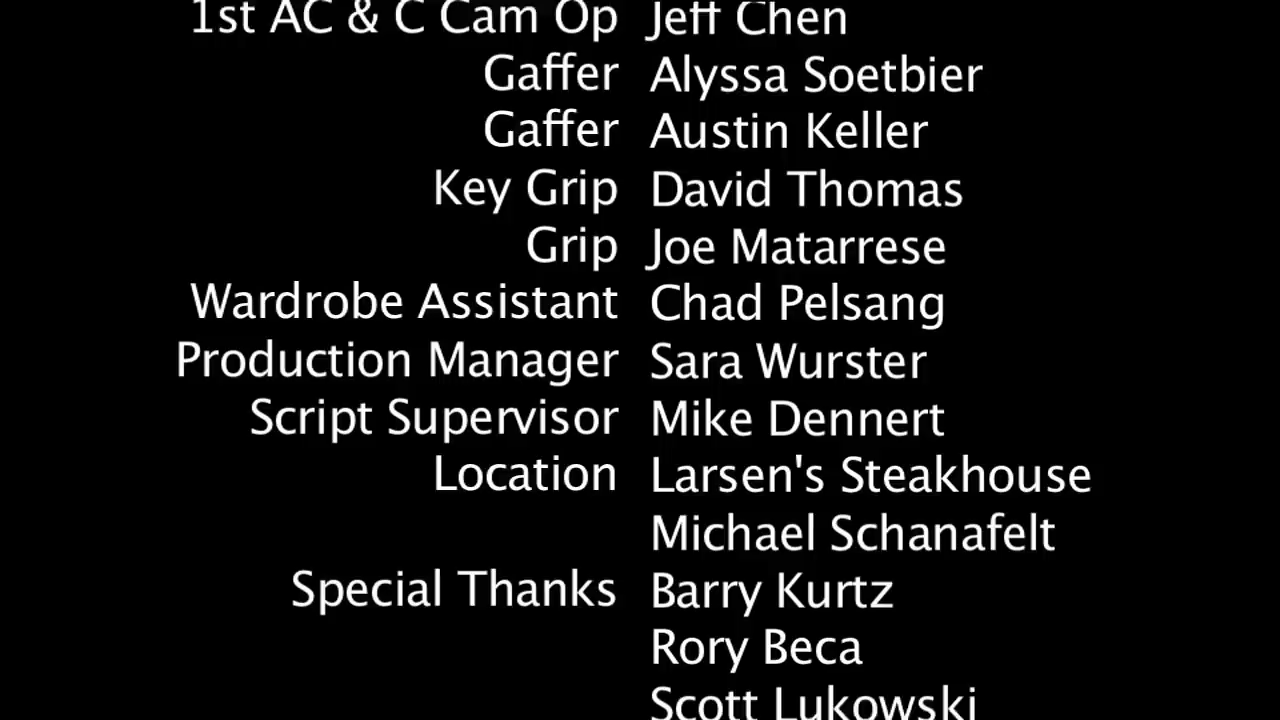 1st AC & C Cam Op Jeff Chen
Gaffer Alyssa Soetbier
Gaffer Austin Keller
Key Grip David Thomas
Grip Joe Matarrese
Wardrobe Assistant Chad Pelsang
Production Manager Sara Wurster
Script Supervisor Mike Dennert
Location Larsen's Steakhouse
Michael Schanafelt
Special Thanks Barry Kurtz
Rory Beca
Scott Lukowski